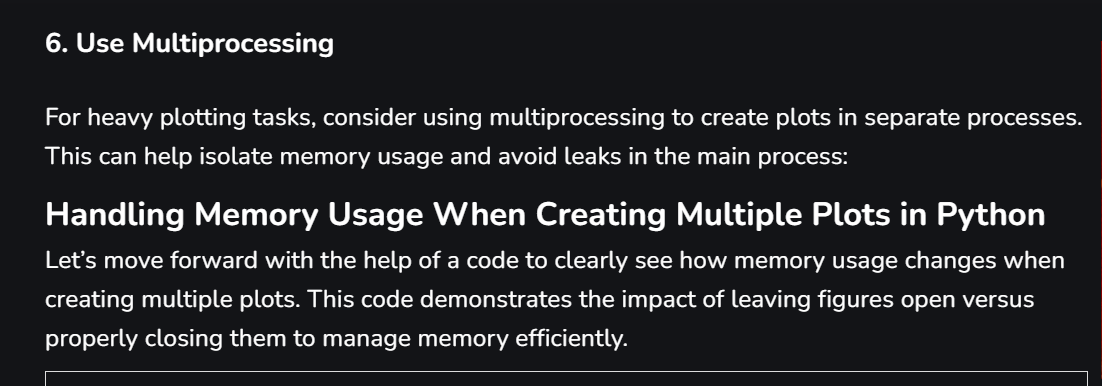 6. Use Multiprocessing
For heavy plotting tasks, consider using multiprocessing to create plots in separate processes.
This can help isolate memory usage and avoid leaks in the main process:
Handling Memory Usage When Creating Multiple Plots in Python
Let’s move forward with the help of a code to clearly see how memory usage changes when
creating multiple plots. This code demonstrates the impact of leaving figures open versus
properly closing them to manage memory efficiently.